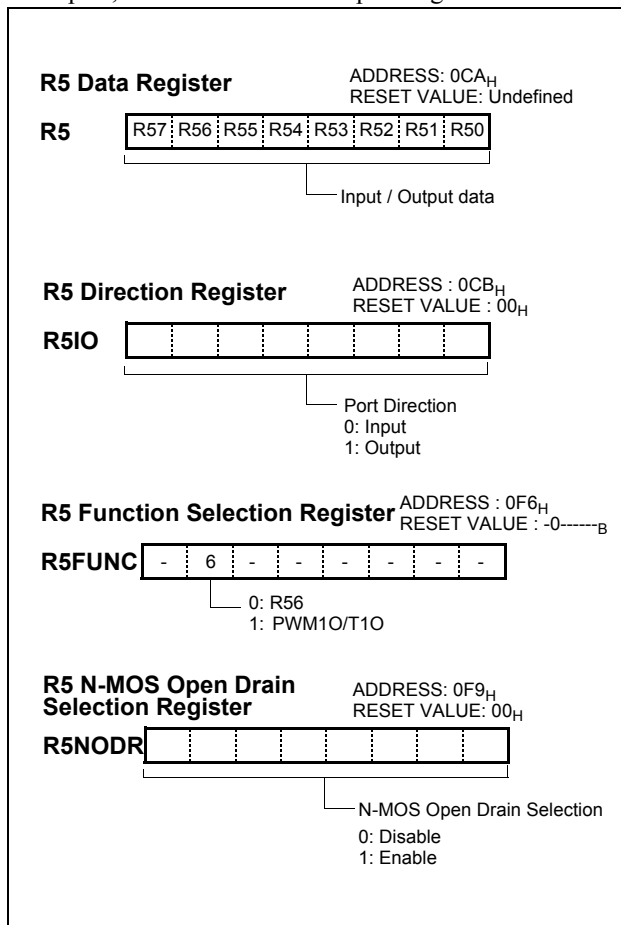 R5 Data Register
ADDRESS: 0CAH
RESET VALUE: Undefined
R5
R57 R56 R55 R54 R53 R52 R51 R50
Input / Output data
R5 Direction Register
ADDRESS : 0CBH
RESET VALUE : 00H
R5IO
Port Direction
0: Input
1: Output
R5 Function Selection Register
ADDRESS : 0F6H
RESET VALUE : -0------B
R5FUNC
- 6 - - - - - -
0: R56
1: PWM1O/T1O
R5 N-MOS Open Drain
Selection Register
ADDRESS: 0F9H
RESET VALUE: 00H
R5NODR
N-MOS Open Drain Selection
0: Disable
1: Enable